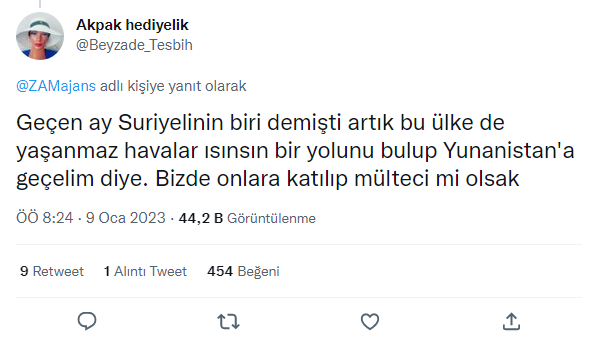 Akpak hediyelik
@Beyzade_Tesbih
@ZAMajans adlı kişiye yanıt olarak
Geçen ay Suriyelinin biri demişti artık bu ülke de
yaşanmaz havalar ısınsın bir yolunu bulup Yunanistan'a
geçelim diye. Bizde onlara katılıp mülteci mi olsak
ÖÖ 8:24 · 9 Oca 2023 · 44,2 B Görüntülenme
9 Retweet 1 Alıntı Tweet 454 Beğeni